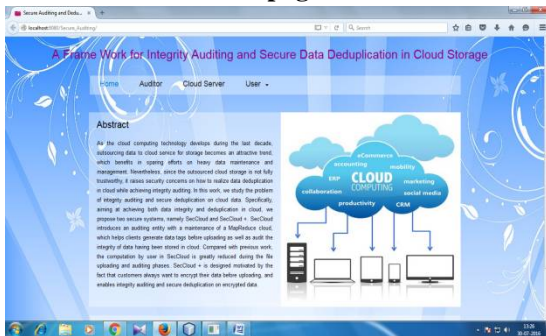 Secure Auditing and Dedu...
localhost:8080/Secure_Auditing/
Search
A Frame Work for Integrity Auditing and Secure Data Deduplication in Cloud Storage
Home Auditor Cloud Server User
Abstract
As the cloud computing technology develops during the last decade,
outsourcing data to cloud service for storage becomes an attractive trend,
which benefits in sparing efforts on heavy data maintenance and
management. Nevertheless, since the outsourced cloud storage is not fully
trustworthy, it raises security concerns on how to realize data deduplication
in cloud while achieving integrity auditing. In this work, we study the problem
of integrity auditing and secure deduplication on cloud data. Specifically,
aiming at achieving both data integrity and deduplication in cloud, we
propose two secure systems, namely SecCloud and SecCloud +. SecCloud
introduces an auditing entity with a maintenance of a MapReduce cloud,
which helps clients generate data tags before uploading as well as audit the
integrity of data having been stored in cloud. Compared with previous work,
the computation by user in SecCloud is greatly reduced during the file
uploading and auditing phases. SecCloud + is designed motivated by the
fact that customers always want to encrypt their data before uploading, and
enables integrity auditing and secure deduplication on encrypted data.
eCommerce
accounting
mobility
ERP
CLOUD
COMPUTING
marketing
collaboration
social media
productivity
CRM
13:26
30-07-2016